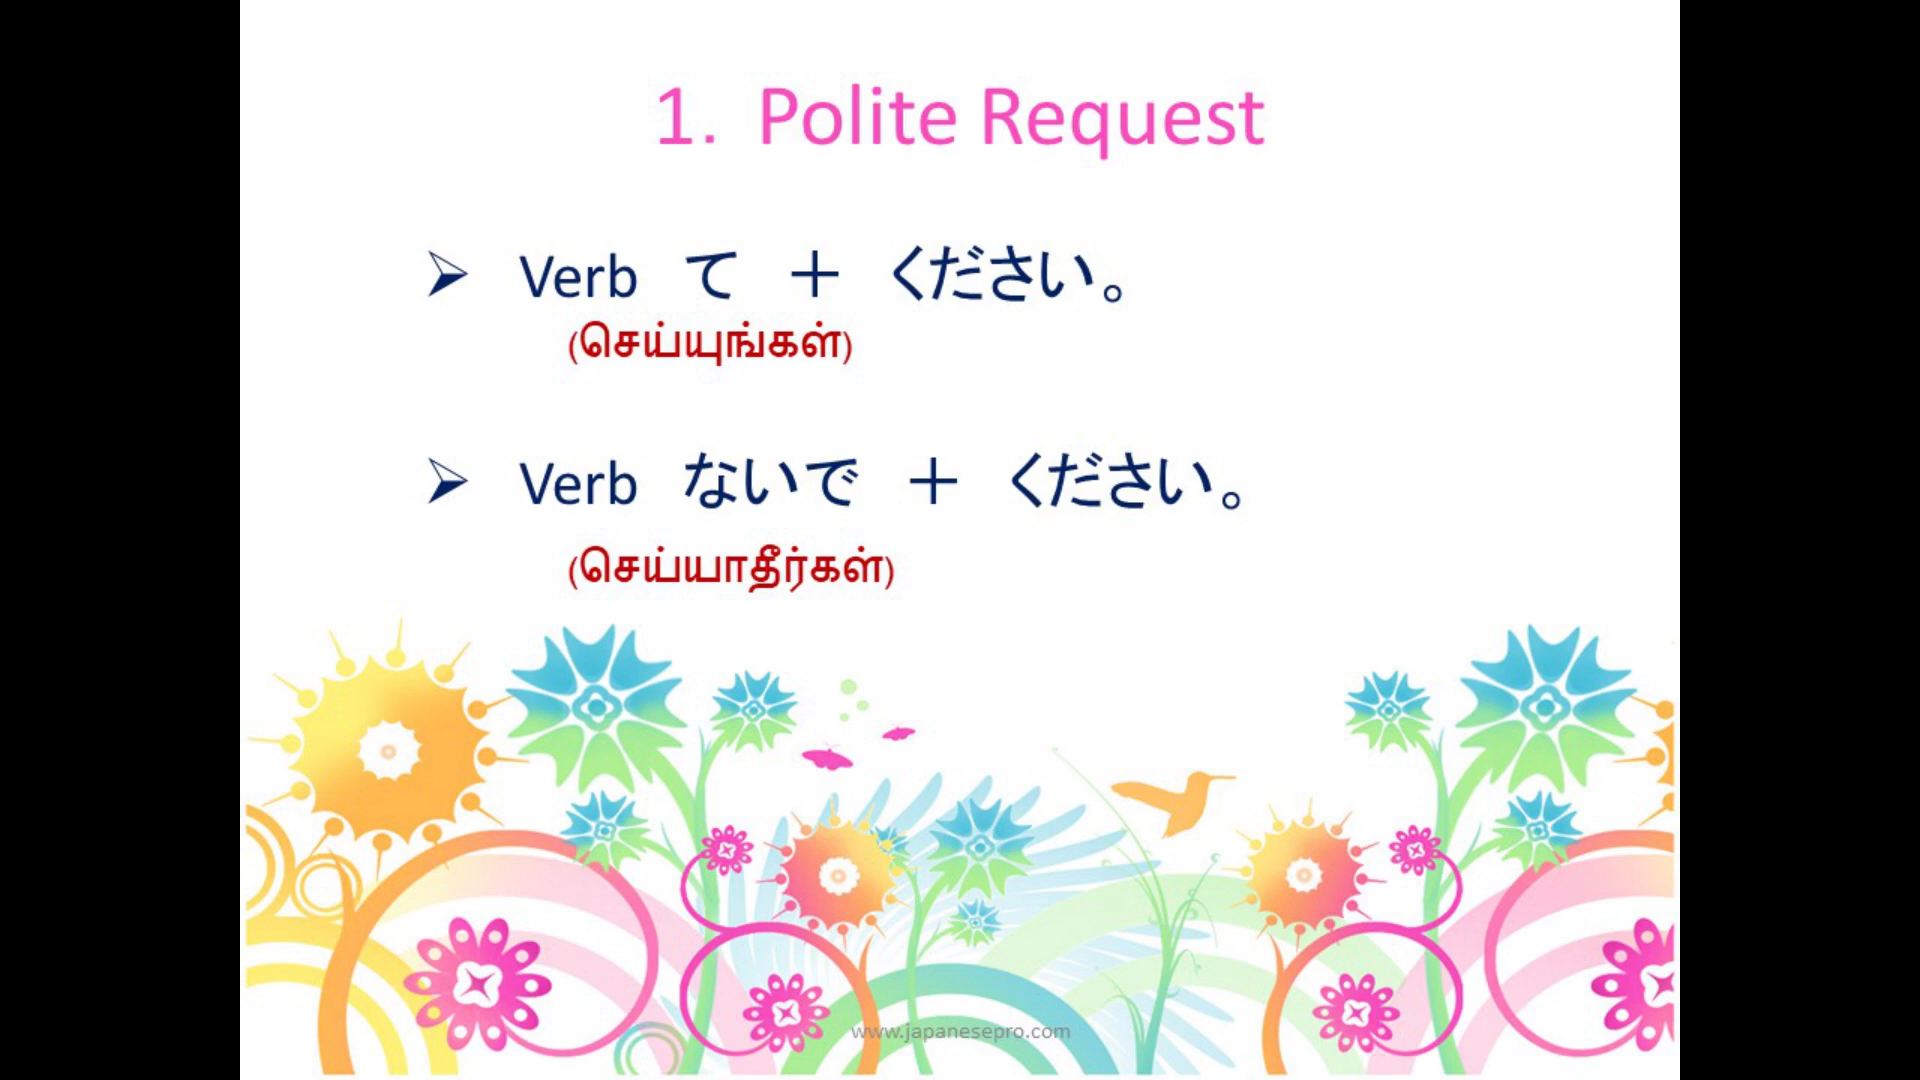 1. Polite Request
➢ Verb て ＋ ください。
(செய்யுங்கள்)
➢ Verb ないで ＋ ください。
(செய்யாதீர்கள்)
www.japanesepro.com